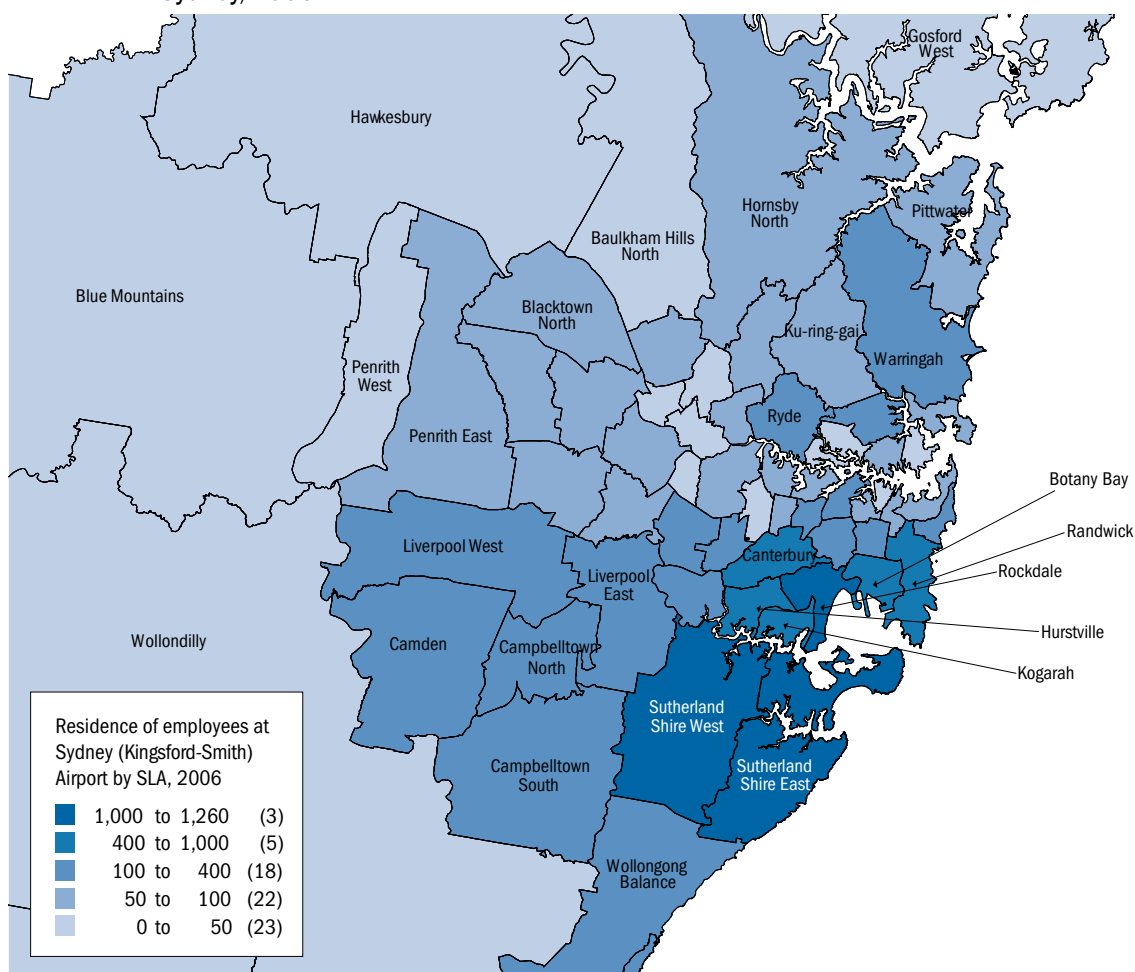 Gosford
West
Hawkesbury
Hornsby
North
Pittwater
Baulkham Hills
North
Blue Mountains
Blacktown
North
Ku-ring-gai
Warringah
Penrith
West
Ryde
Penrith East
Botany Bay
Randwick
Liverpool West
Canterbury
Rockdale
Liverpool
East
Hurstville
Wollondilly
Camden
Campbelltown
North
Kogarah
Sutherland
Shire West
Sutherland
Shire East
Campbelltown
South
Wollongong
Balance
Residence of employees at
Sydney (Kingsford-Smith)
Airport by SLA, 2006
1,000 to 1,260 (3)
400 to 1,000 (5)
100 to 400 (18)
50 to 100 (22)
0 to 50 (23)